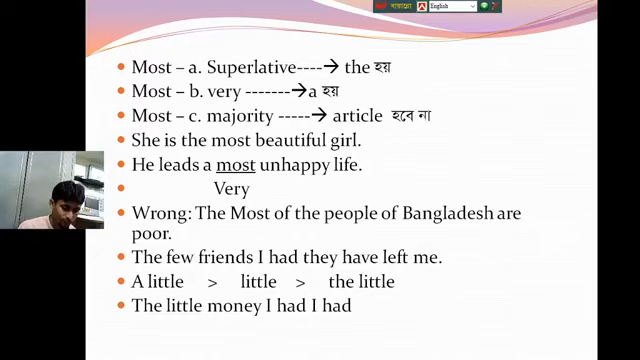 বায়ান্নো English
Most – a. Superlative----→ the হয়
Most – b. very -------→a হয়
Most – c. majority -----→ article হবে না
She is the most beautiful girl.
He leads a most unhappy life.
Very
Wrong: The Most of the people of Bangladesh are
poor.
The few friends I had they have left me.
A little > little > the little
The little money I had I had